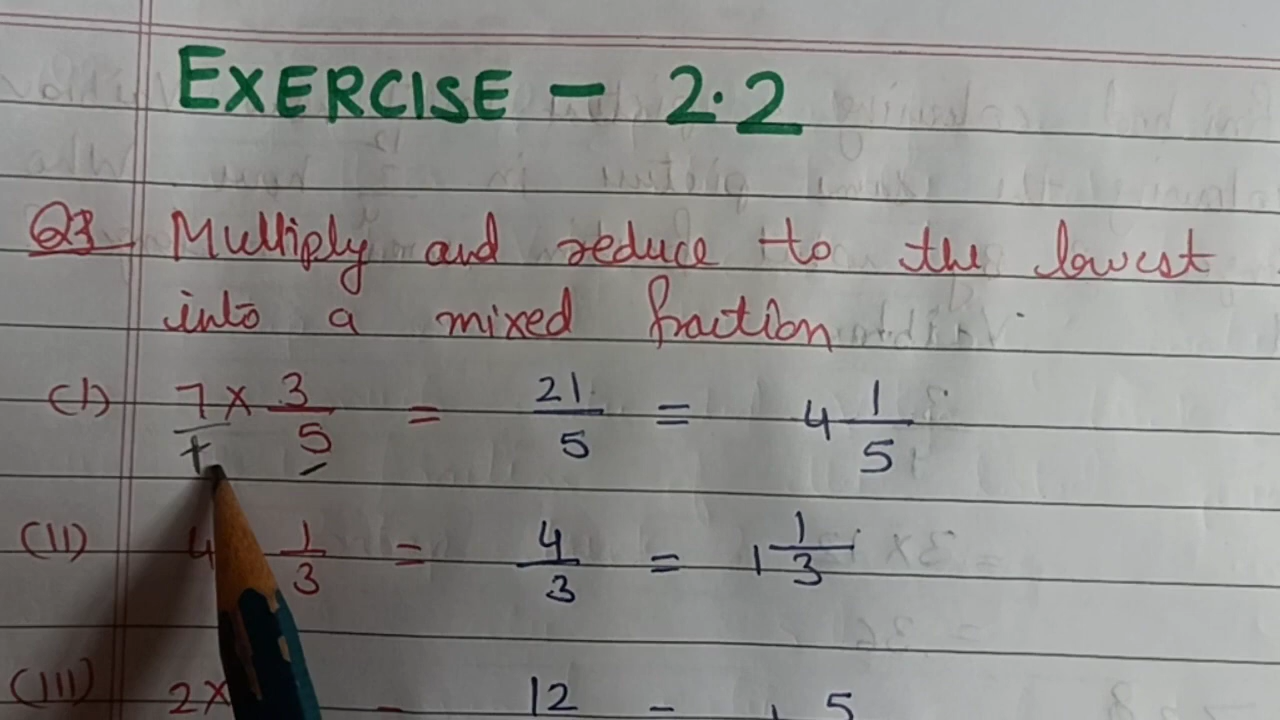 EXERCISE - 2.2
Q3 Multiply and reduce to the lowest
into a mixed fraction.
(I) 7/1 × 3/5 = 21/5 = 4 1/5
(II) 4 1/3 = 4/3 = 1 1/3
(III) 2× = 12 = 1 5